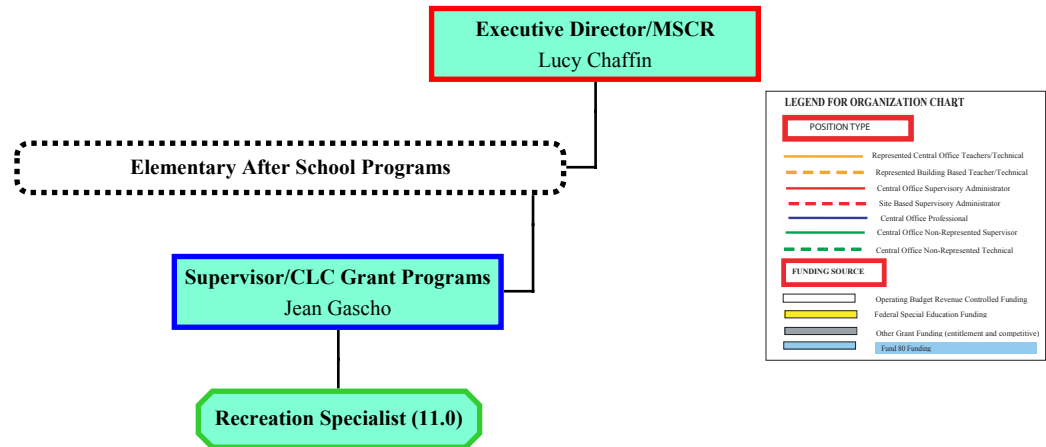 Executive Director/MSCR
Lucy Chaffin
Elementary After School Programs
Supervisor/CLC Grant Programs
Jean Gascho
Recreation Specialist (11.0)
LEGEND FOR ORGANIZATION CHART
POSITION TYPE
Represented Central Office Teachers/Technical
Represented Building Based Teacher/Technical
Central Office Supervisory Administrator
Site Based Supervisory Administrator
Central Office Professional
Central Office Non-Represented Supervisor
Central Office Non-Represented Technical
FUNDING SOURCE
Operating Budget Revenue Controlled Funding
Federal Special Education Funding
Other Grant Funding (entitlement and competitive)
Fund 80 Funding